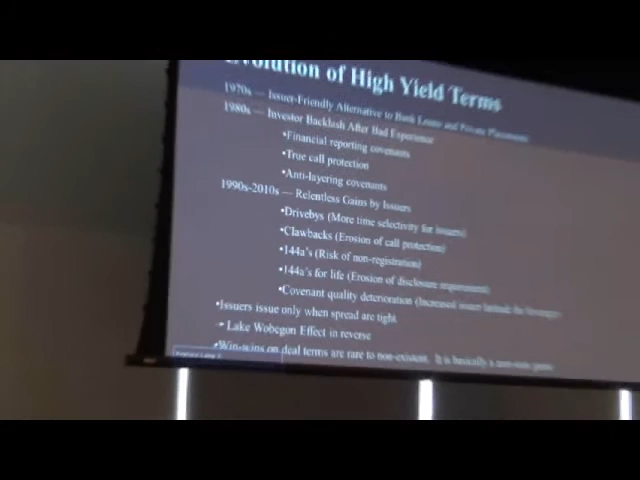 Evolution of High Yield Terms
1970s — Issuer-Friendly Alternative to Bank Loans and Private Placements
1980s — Investor Backlash After Bad Experience
•Financial reporting covenants
•True call protection
•Anti-layering covenants
1990s-2010s — Relentless Gains by Issuers
•Drivebys (More time selectivity for issuers)
•Clawbacks (Erosion of call protection)
•144a's (Risk of non-registration)
•144a's for life (Erosion of disclosure requirements)
•Covenant quality deterioration (Increased issuer
•Issuers issue only when spread are tight
• Lake Wobegon Effect in reverse
•Win-wins on deal terms are rare to non-existent. It is basically a zero-sum game